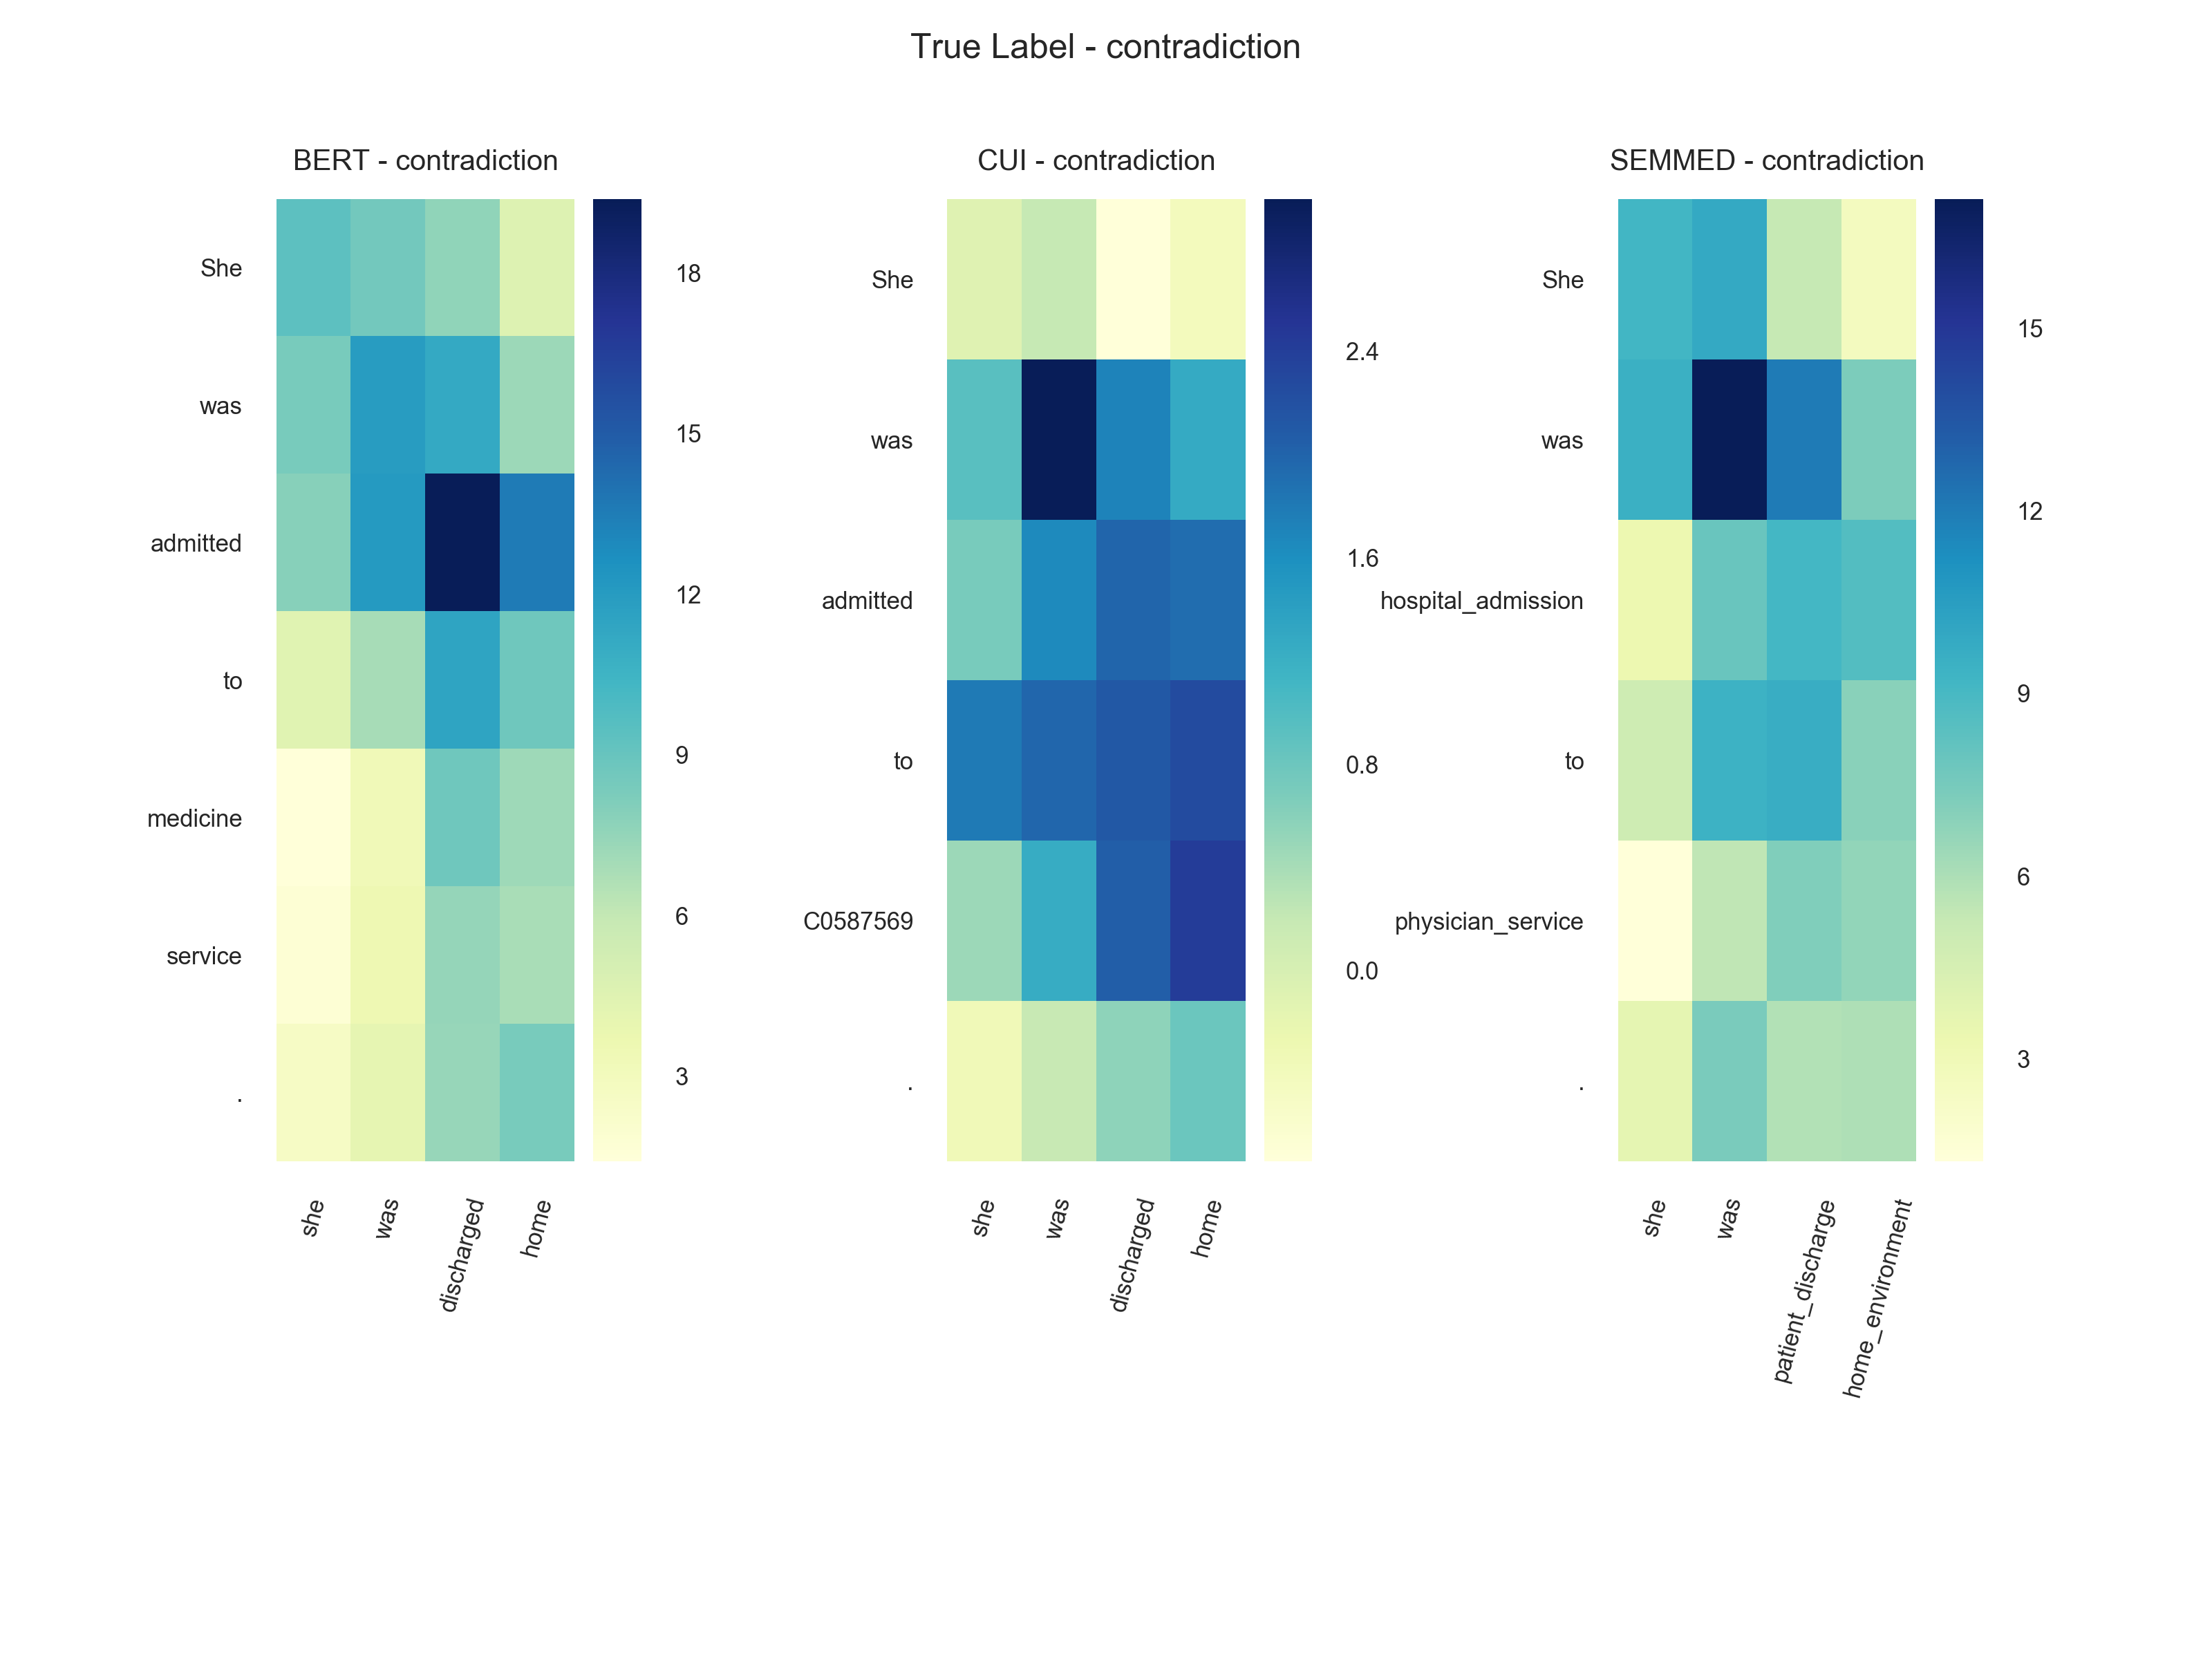 True Label - contradiction
BERT - contradiction
She
was
admitted
to
medicine
service
.
she
was
discharged
home
18
15
12
9
6
3
CUI - contradiction
She
was
admitted
to
C0587569
.
she
was
discharged
home
2.4
1.6
0.8
0.0
SEMMED - contradiction
She
was
hospital_admission
to
physician_service
.
she
was
patient_discharge
home_environment
15
12
9
6
3